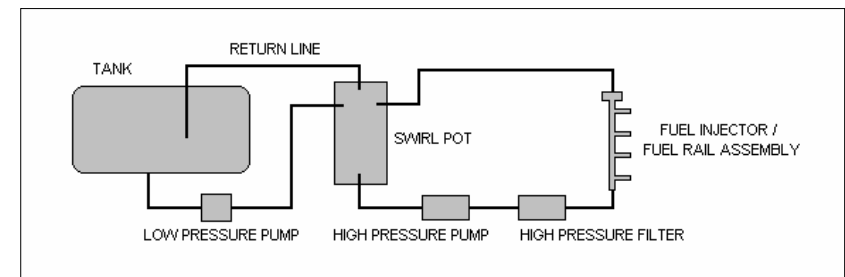 RETURN LINE
TANK
SWIRL POT
FUEL INJECTOR /
FUEL RAIL ASSEMBLY
LOW PRESSURE PUMP
HIGH PRESSURE PUMP
HIGH PRESSURE FILTER